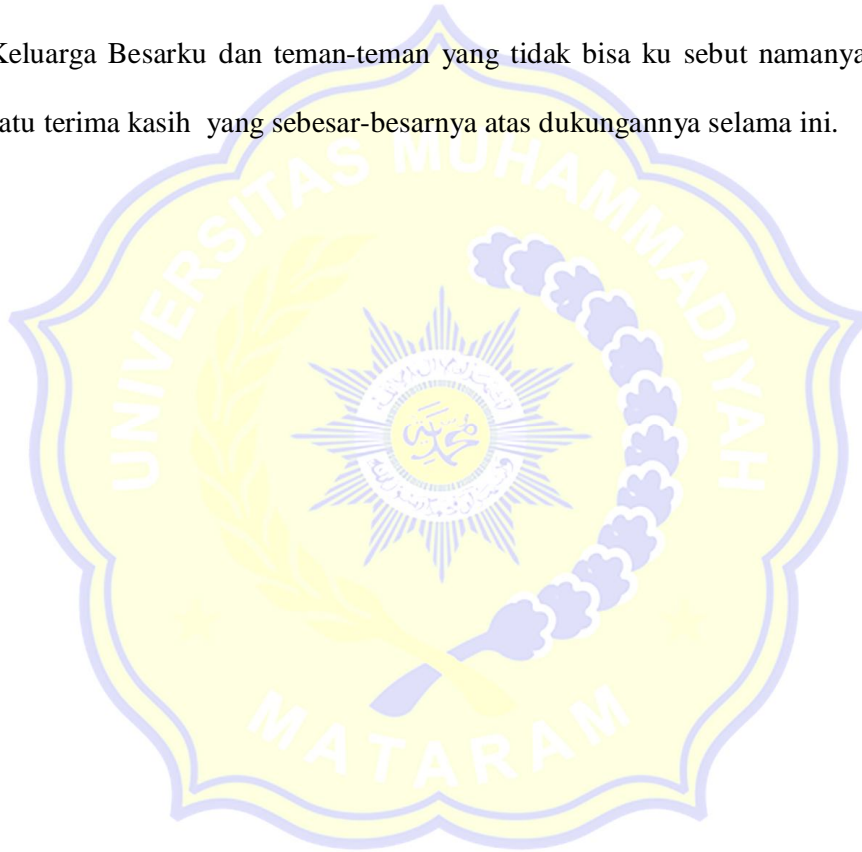 Keluarga Besarku dan teman-teman yang tidak bisa ku sebut namanya
atu terima kasih  yang sebesar-besarnya atas dukungannya selama ini.
UNIVERSITAS MUHAMMADIYAH
MATARAM